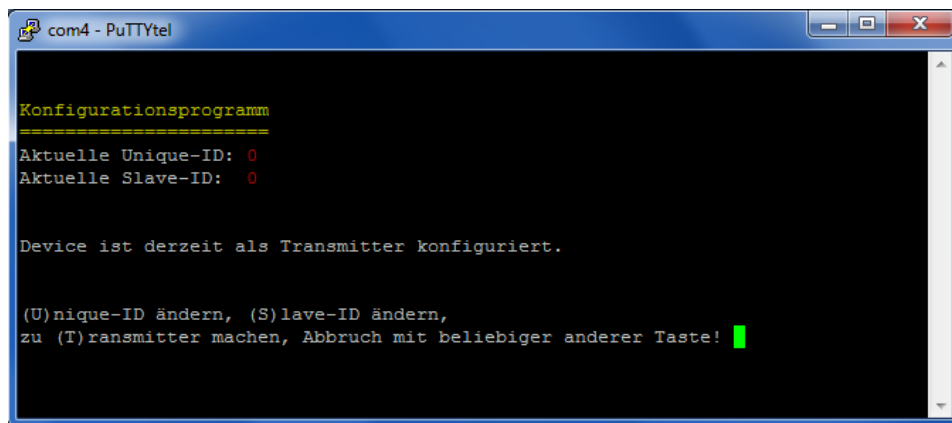 com4 - PuTTYtel
Konfigurationsprogramm
======================
Aktuelle Unique-ID: 0
Aktuelle Slave-ID:  0
Device ist derzeit als Transmitter konfiguriert.
(U)nique-ID ändern, (S)lave-ID ändern,
zu (T)ransmitter machen, Abbruch mit beliebiger anderer Taste!